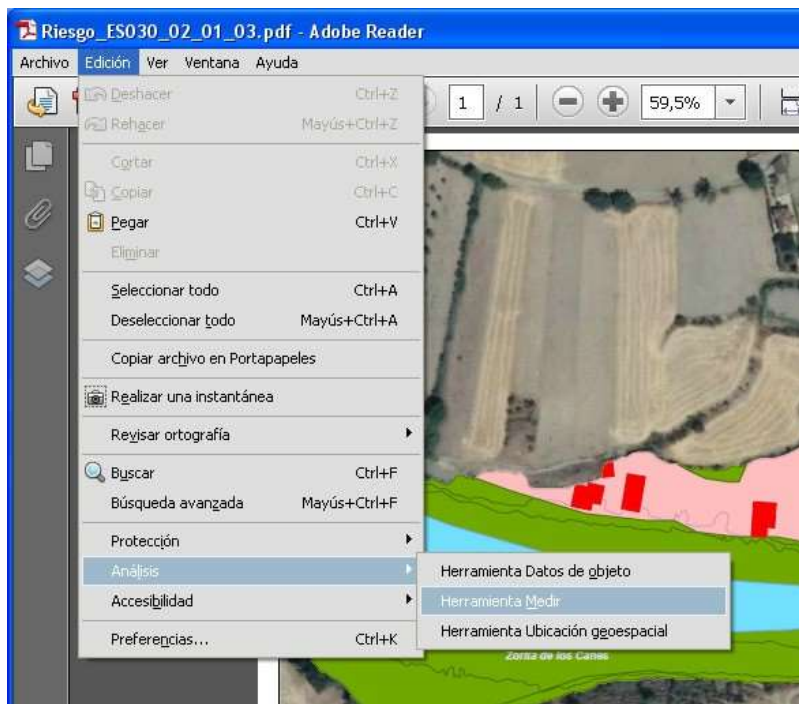 Riesgo_ES030_02_01_03.pdf - Adobe Reader
Archivo Edición Ver Ventana Ayuda
1 / 1 59,5%
Deshacer Ctrl+Z
Rehacer Mayús+Ctrl+Z
Cortar Ctrl+X
Copiar Ctrl+C
Pegar Ctrl+V
Eliminar
Seleccionar todo Ctrl+A
Deseleccionar todo Mayús+Ctrl+A
Copiar archivo en Portapapeles
Realizar una instantánea
Revisar ortografía
Buscar Ctrl+F
Búsqueda avanzada Mayús+Ctrl+F
Protección
Análisis
Accesibilidad
Preferencias... Ctrl+K
Herramienta Datos de objeto
Herramienta Medir
Herramienta Ubicación geoespacial
Zorita de los Canes